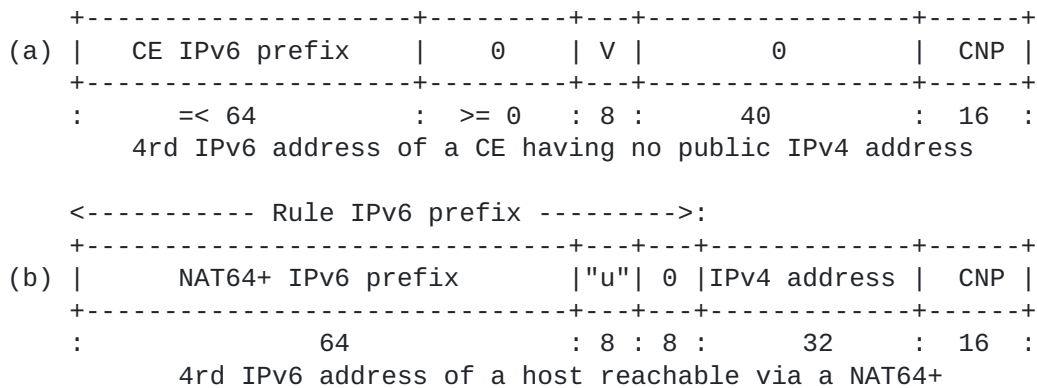 +--------------------+---------+---+----------------+------+
(a) |   CE IPv6 prefix   |    0    | V |       0        |  CNP |
    +--------------------+---------+---+----------------+------+
    :      =< 64         :  >= 0   : 8 :      40        :  16  :
        4rd IPv6 address of a CE having no public IPv4 address

    <----------- Rule IPv6 prefix --------->:
    +-----------------------------+---+---+------------+------+
(b) |      NAT64+ IPv6 prefix      |"u"| 0 |IPv4 address |  CNP |
    +-----------------------------+---+---+------------+------+
    :              64              : 8 : 8 :     32      :  16  :
           4rd IPv6 address of a host reachable via a NAT64+